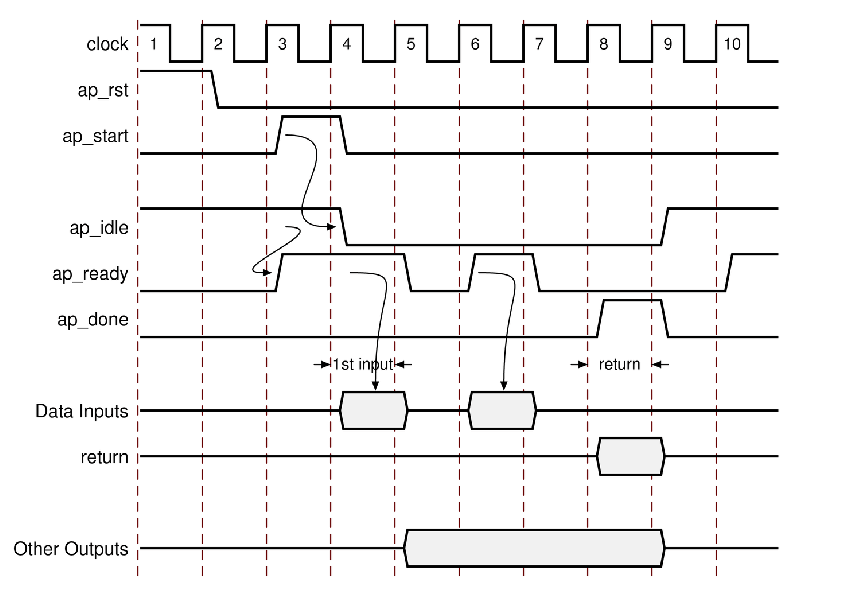 clock 1 2 3 4 5 6 7 8 9 10
ap_rst
ap_start
ap_idle
ap_ready
ap_done
1st input return
Data Inputs
return
Other Outputs